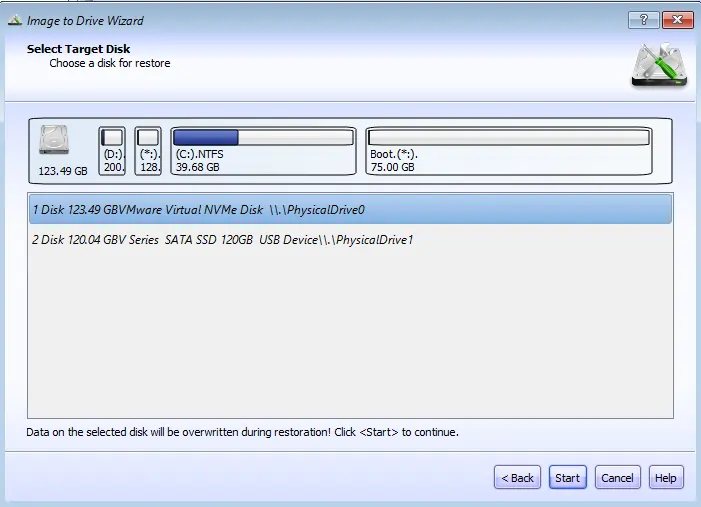 Image to Drive Wizard
?
X
Select Target Disk
Choose a disk for restore
123.49 GB
(D:).
200.
(*:).
128.
(C:).NTFS
39.68 GB
Boot.(*:).
75.00 GB
1 Disk 123.49 GBVMware Virtual NVMe Disk \\.\PhysicalDrive0
2 Disk 120.04 GBV Series SATA SSD 120GB USB Device\\.\PhysicalDrive1
Data on the selected disk will be overwritten during restoration! Click <Start> to continue.
< Back Start Cancel Help